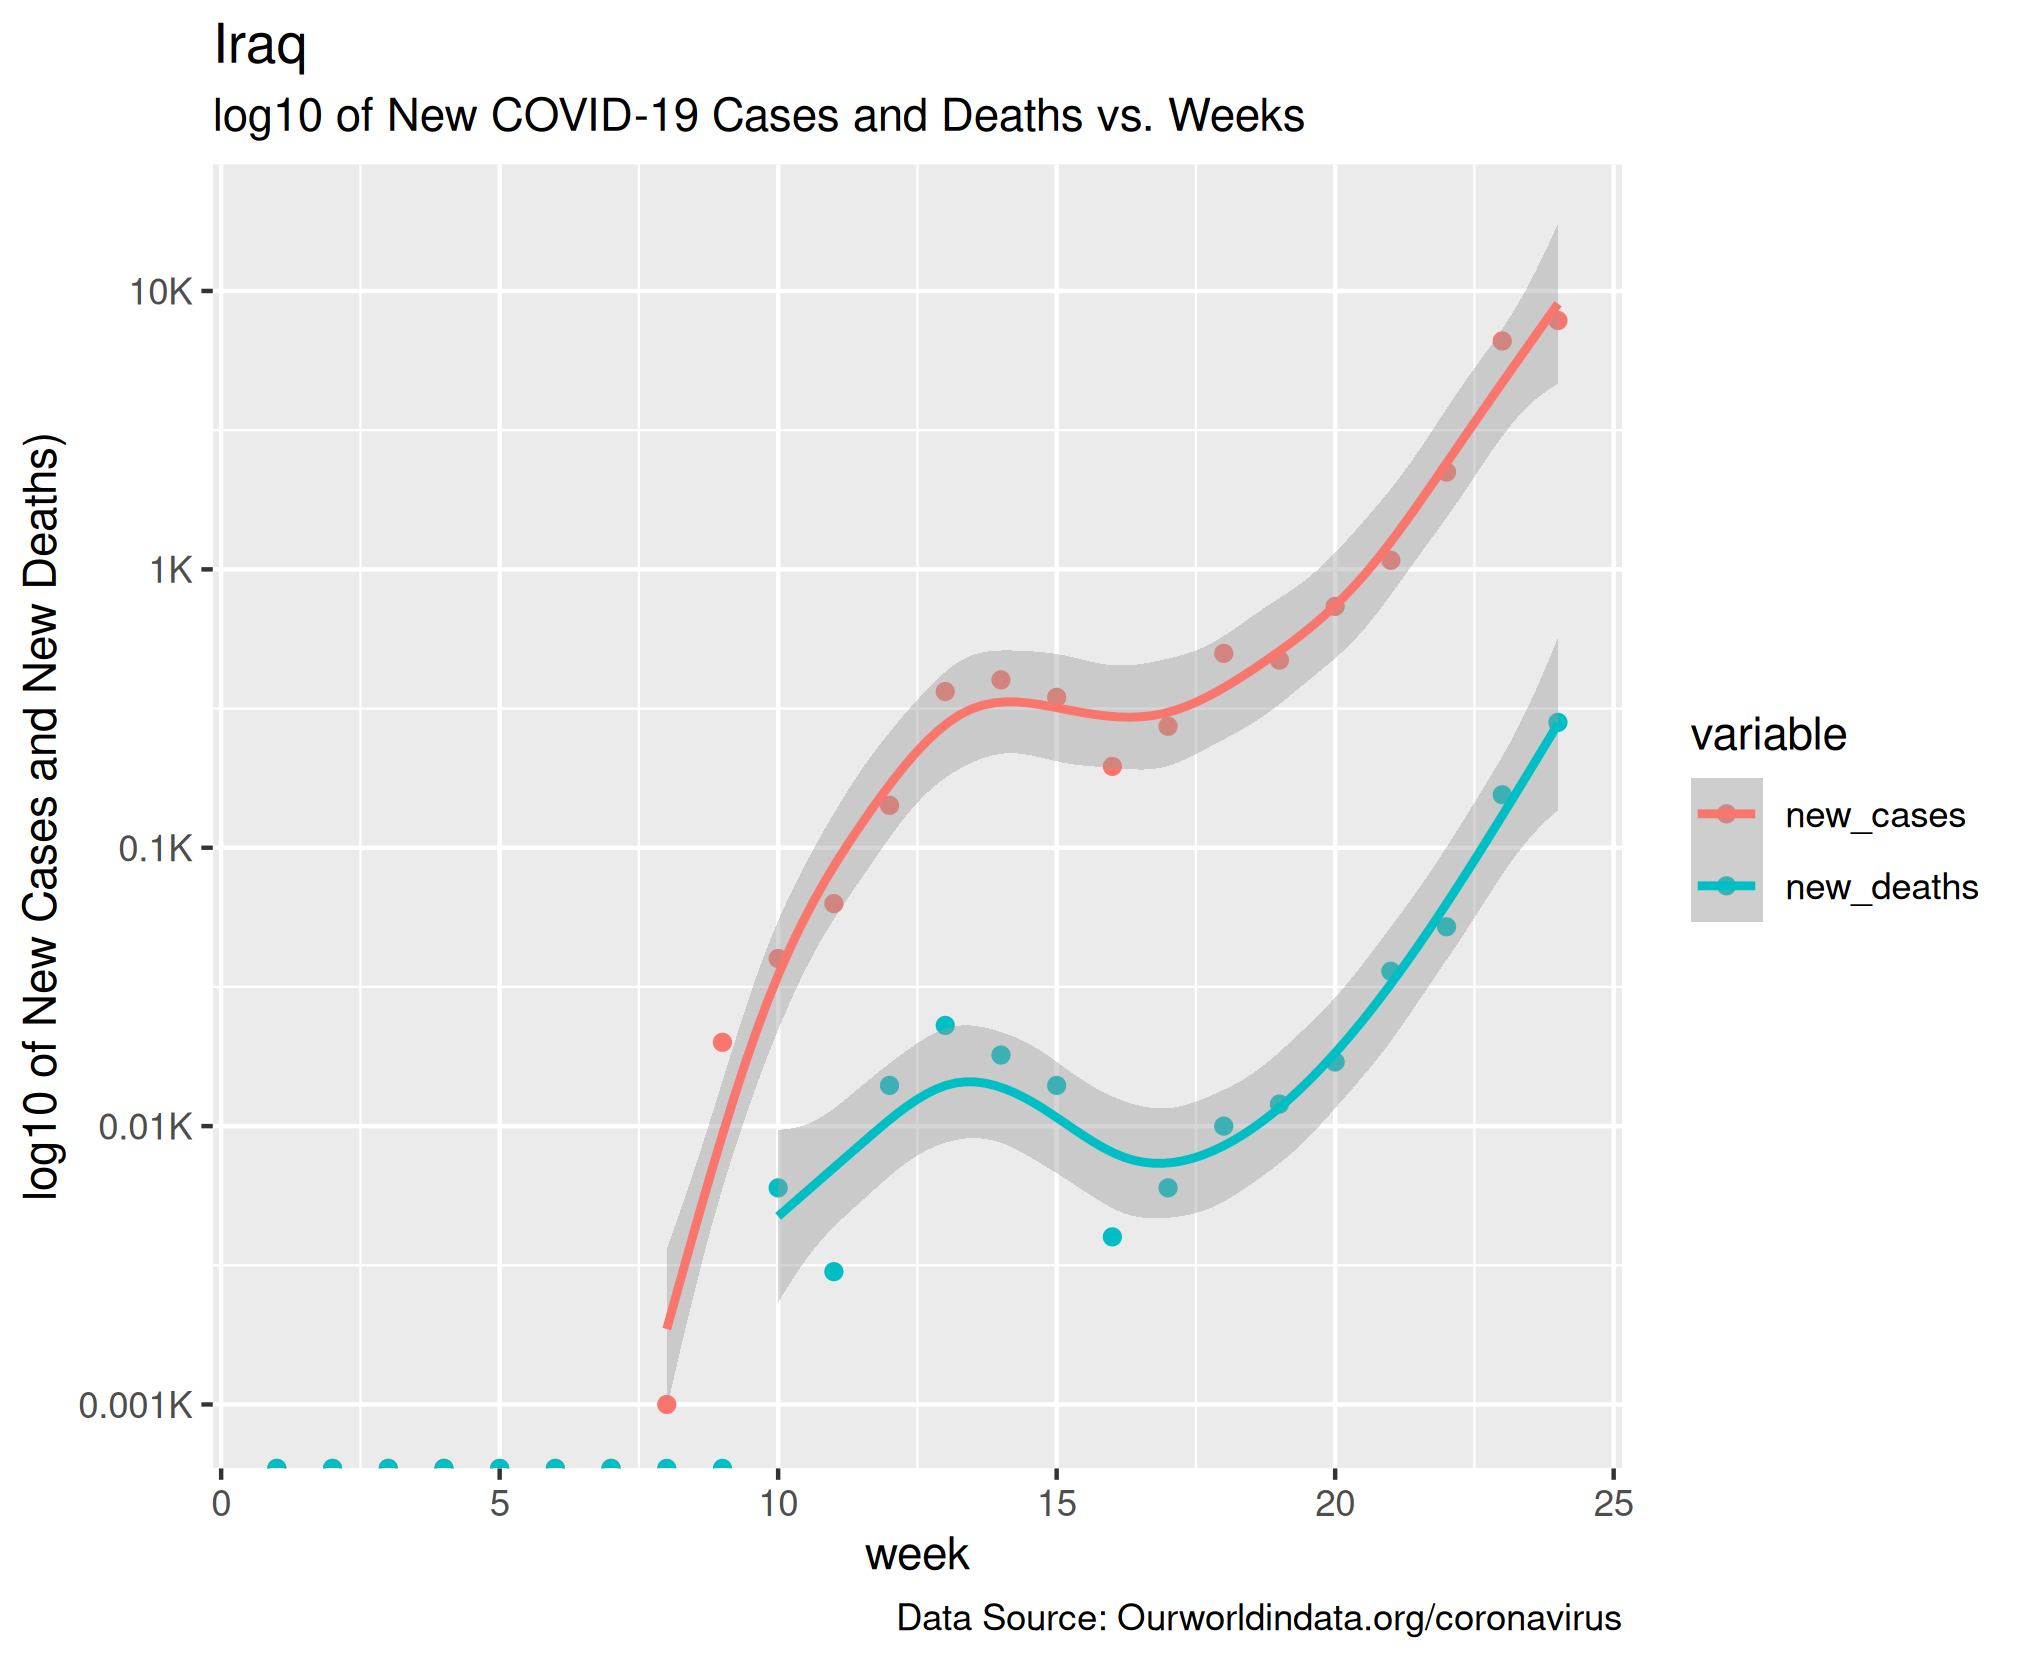 Iraq
log10 of New COVID-19 Cases and Deaths vs. Weeks
log10 of New Cases and New Deaths)
10K
1K
0.1K
0.01K
0.001K
0 5 10 15 20 25
week
variable
new_cases
new_deaths
Data Source: Ourworldindata.org/coronavirus